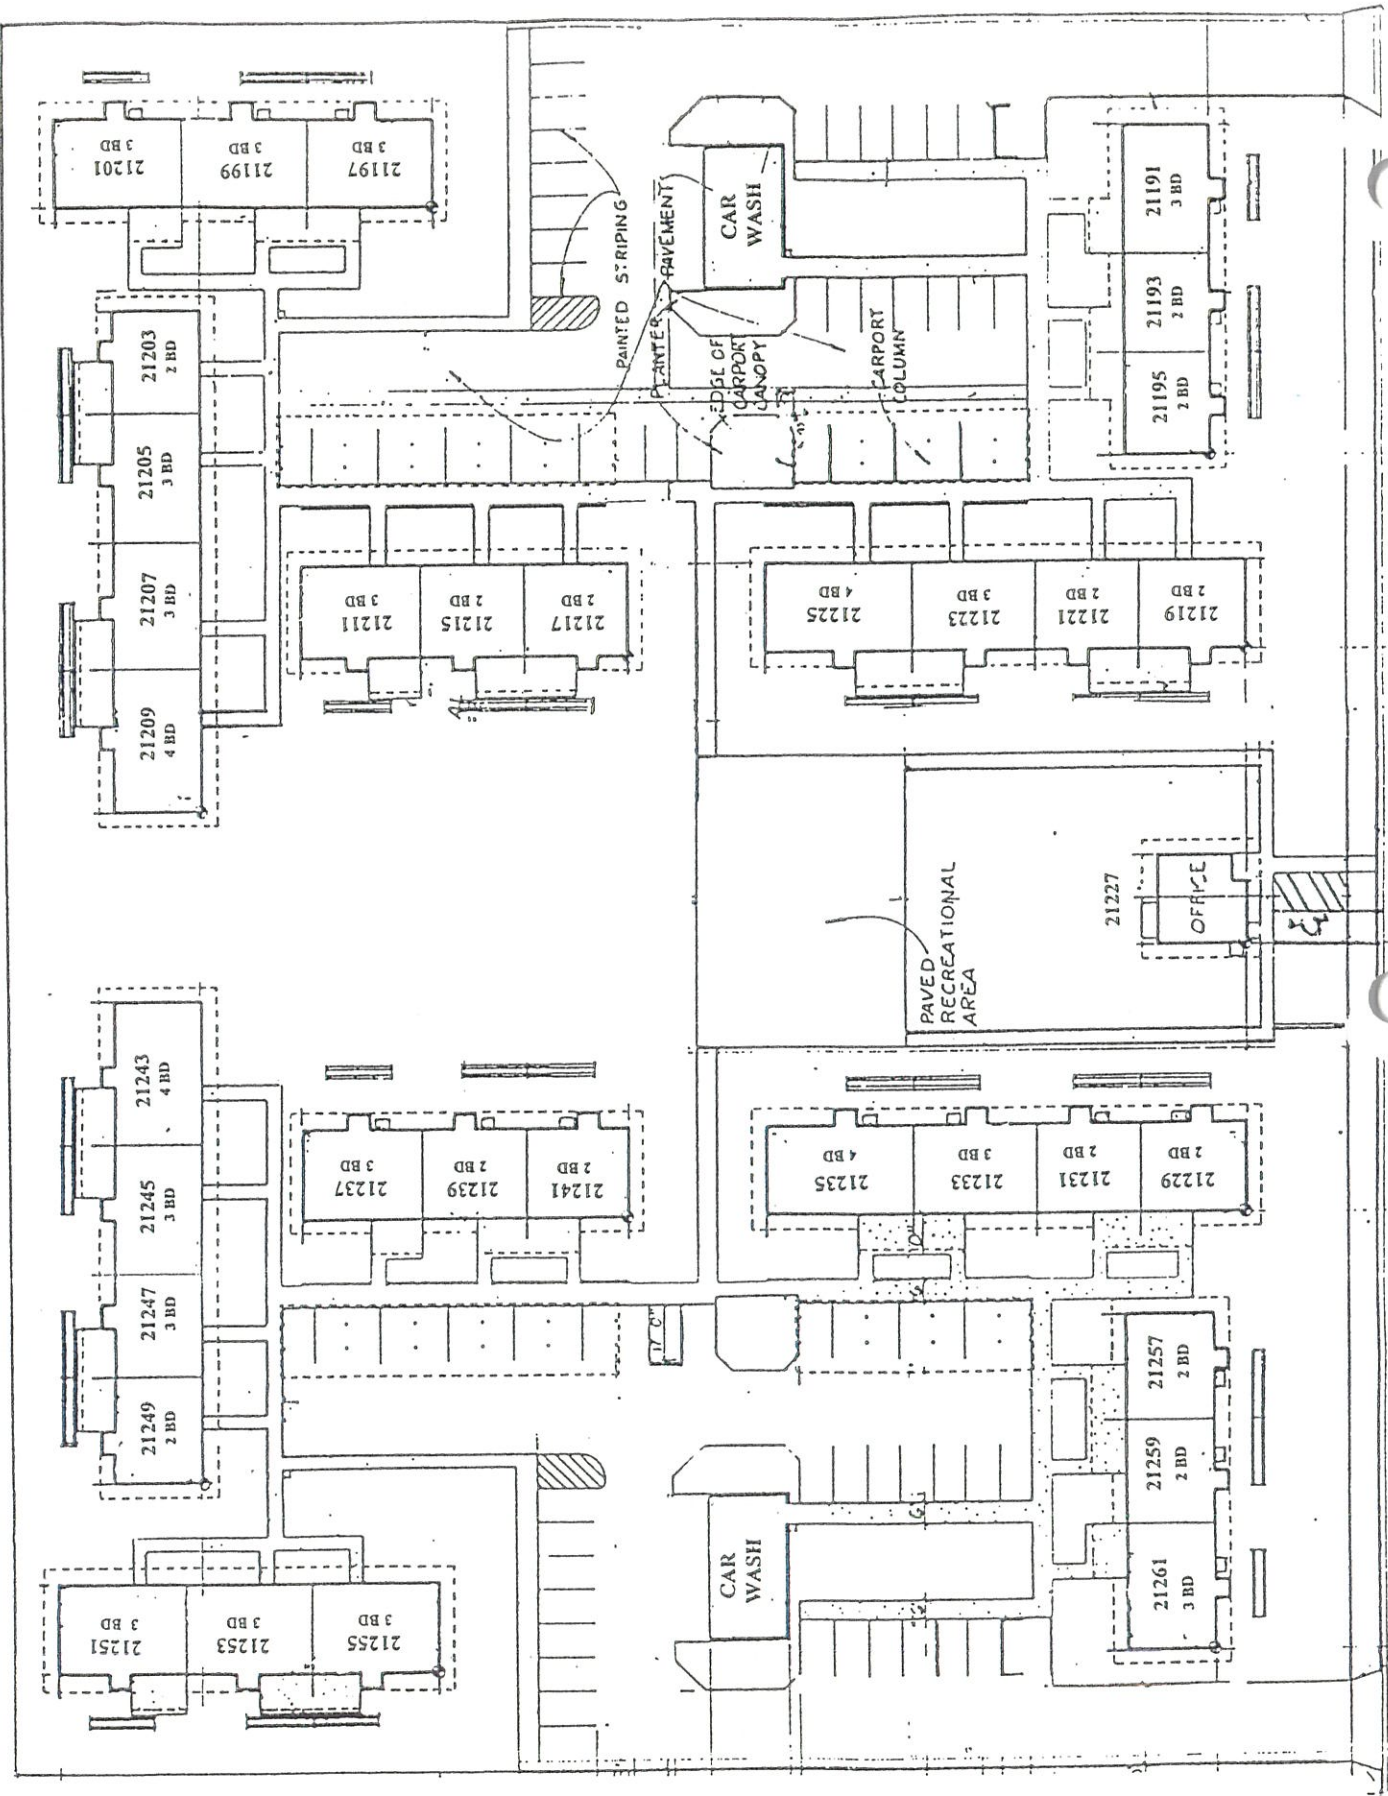 21201
3 BD
21199
3 BD
21197
3 BD
21203
2 BD
21205
3 BD
21207
3 BD
21209
4 BD
21211
3 BD
21215
2 BD
21217
2 BD
PAINTED STRIPING
PLANTER
PAVEMENT
EDGE OF
CARPORT
CANOPY
CARPORT
COLUMN
CAR
WASH
21191
3 BD
21193
2 BD
21195
2 BD
21225
4 BD
21223
3 BD
21221
2 BD
21219
2 BD
PAVED
RECREATIONAL
AREA
21227
OFFICE
21243
4 BD
21245
3 BD
21247
3 BD
21249
2 BD
21237
3 BD
21239
2 BD
21241
2 BD
21235
4 BD
21233
3 BD
21231
2 BD
21229
2 BD
21251
3 BD
21253
3 BD
21255
3 BD
CAR
WASH
21257
2 BD
21259
2 BD
21261
3 BD